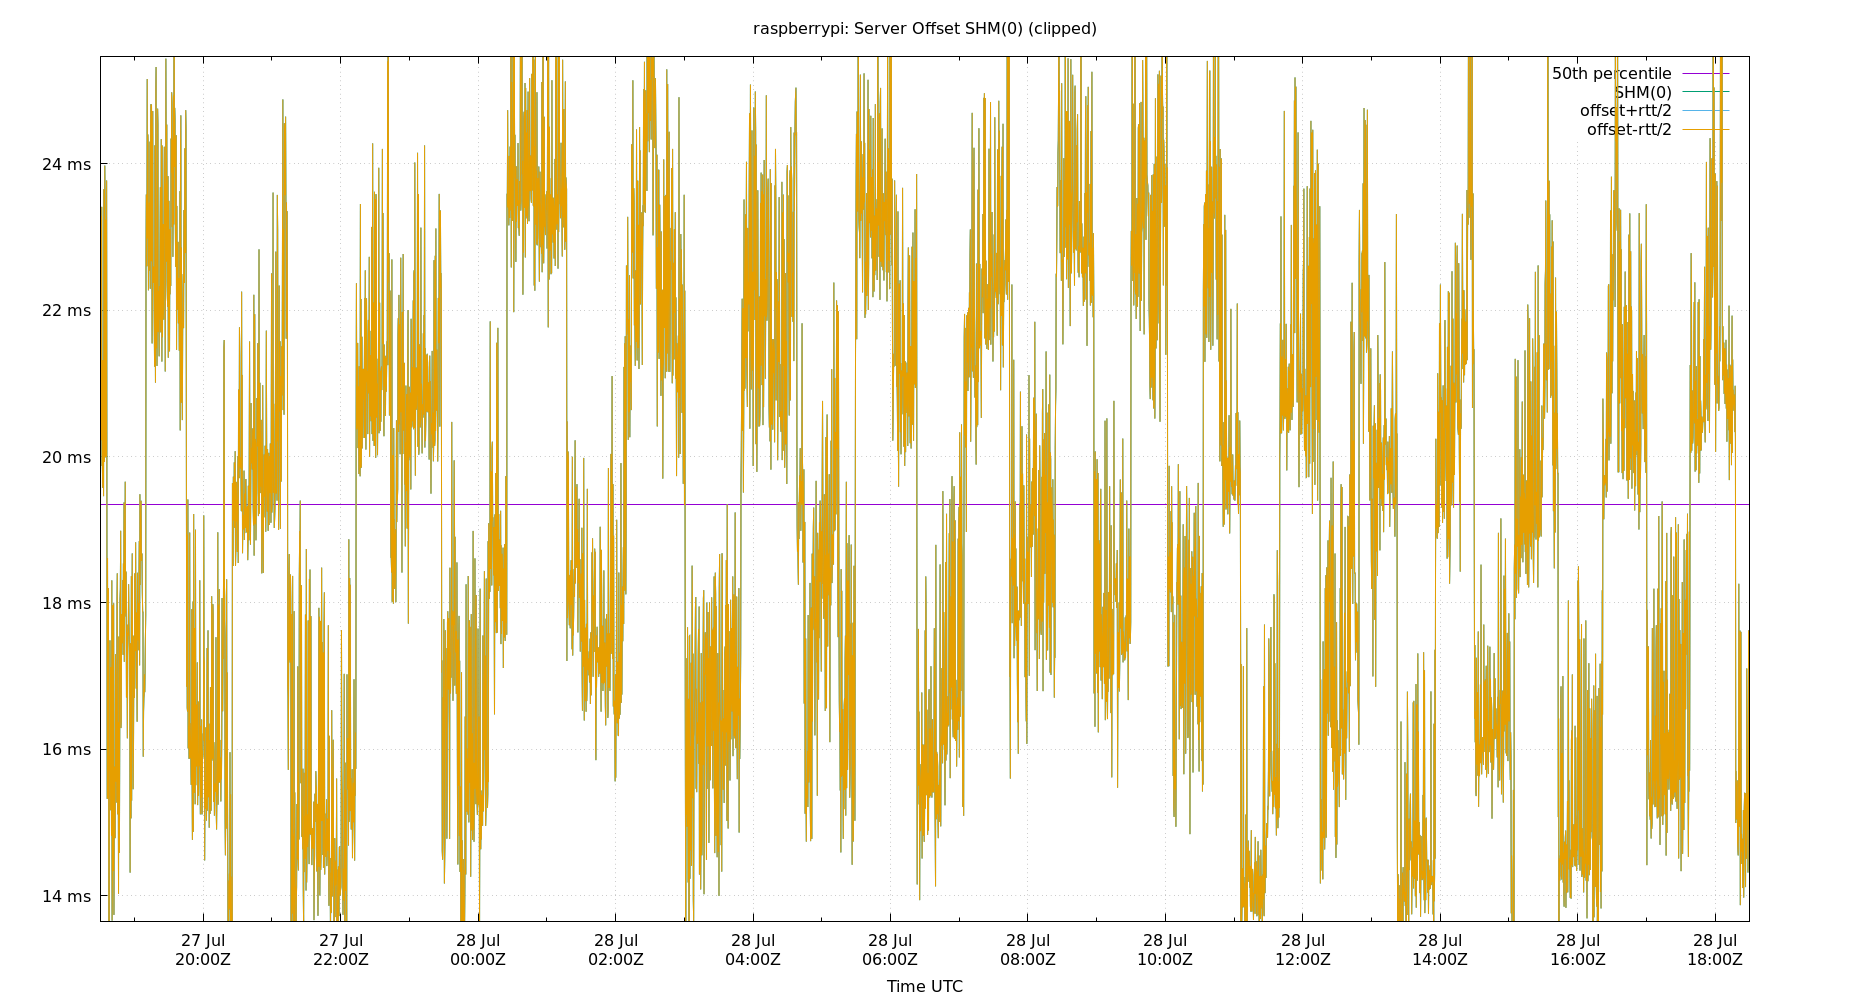 raspberrypi: Server Offset SHM(0) (clipped)
50th percentile
SHM(0)
offset+rtt/2
offset-rtt/2
24 ms
22 ms
20 ms
18 ms
16 ms
14 ms
27 Jul 27 Jul 28 Jul 28 Jul 28 Jul 28 Jul 28 Jul 28 Jul 28 Jul 28 Jul 28 Jul 28 Jul
20:00Z 22:00Z 00:00Z 02:00Z 04:00Z 06:00Z 08:00Z 10:00Z 12:00Z 14:00Z 16:00Z 18:00Z
Time UTC